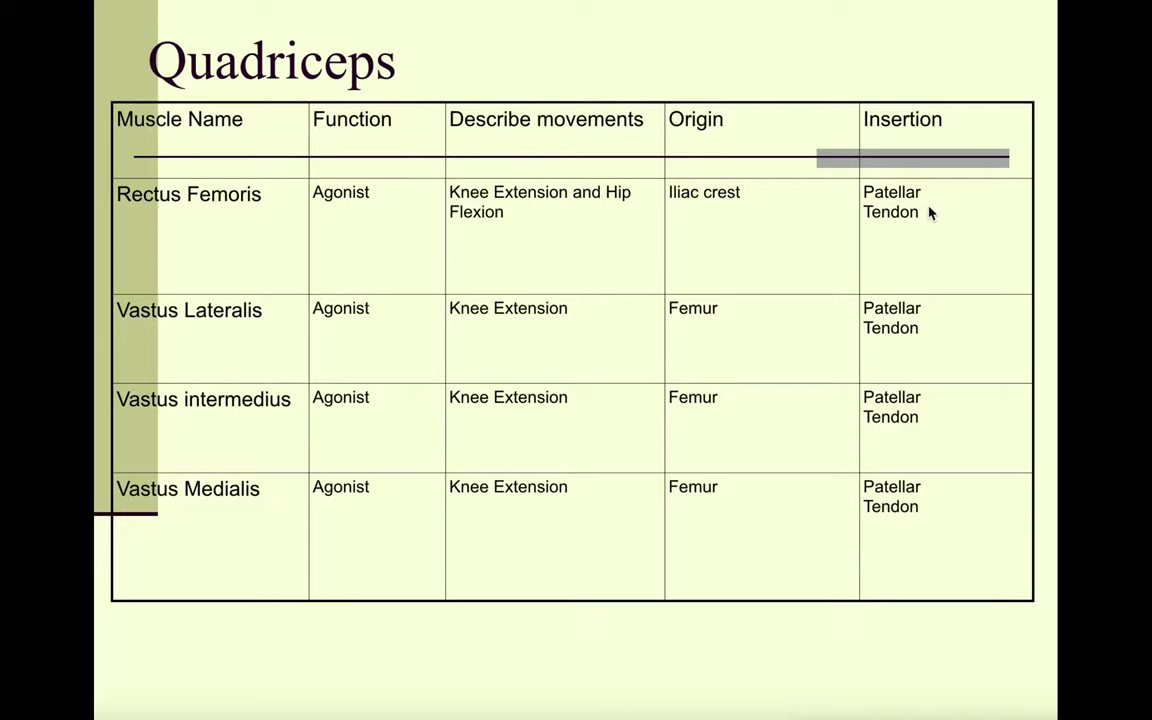 Quadriceps
Muscle Name
Function
Describe movements
Origin
Insertion
Rectus Femoris
Agonist
Knee Extension and Hip
Flexion
Iliac crest
Patellar
Tendon
Vastus Lateralis
Agonist
Knee Extension
Femur
Patellar
Tendon
Vastus intermedius
Agonist
Knee Extension
Femur
Patellar
Tendon
Vastus Medialis
Agonist
Knee Extension
Femur
Patellar
Tendon